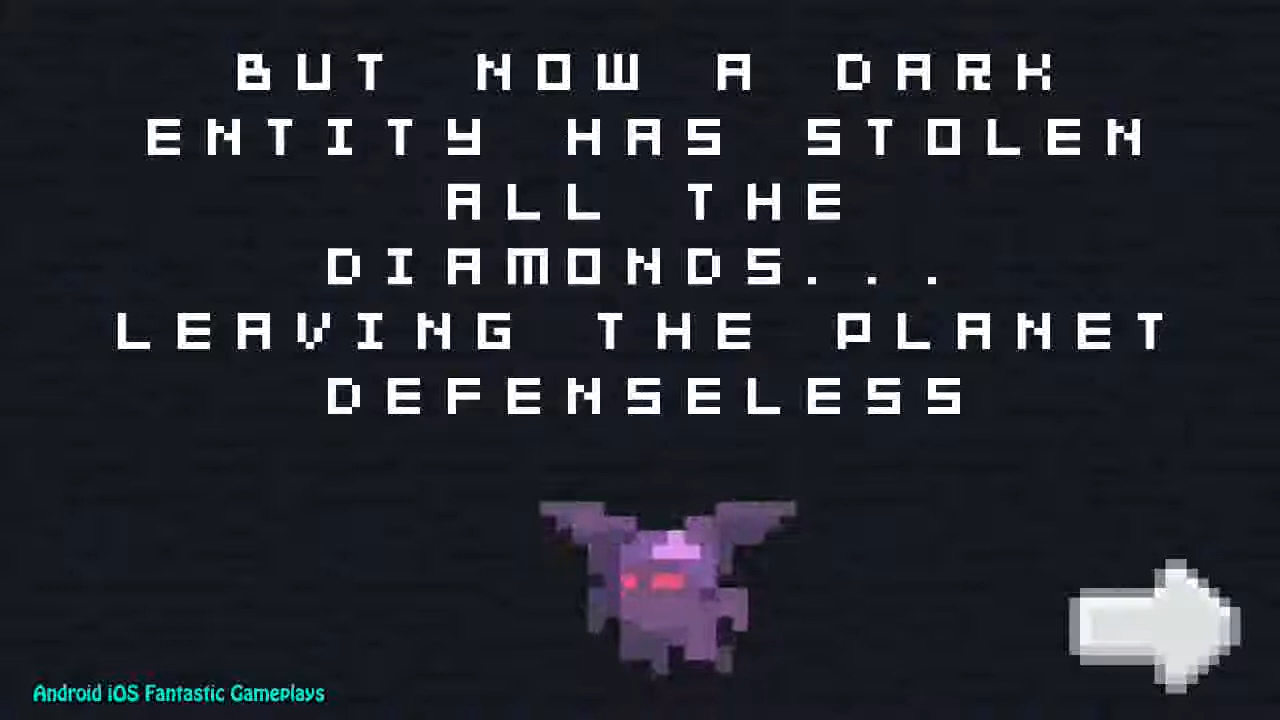 BUT NOW A DARK
ENTITY HAS STOLEN
ALL THE
DIAMONDS...
LEAVING THE PLANET
DEFENSELESS
Android iOS Fantastic Gameplays